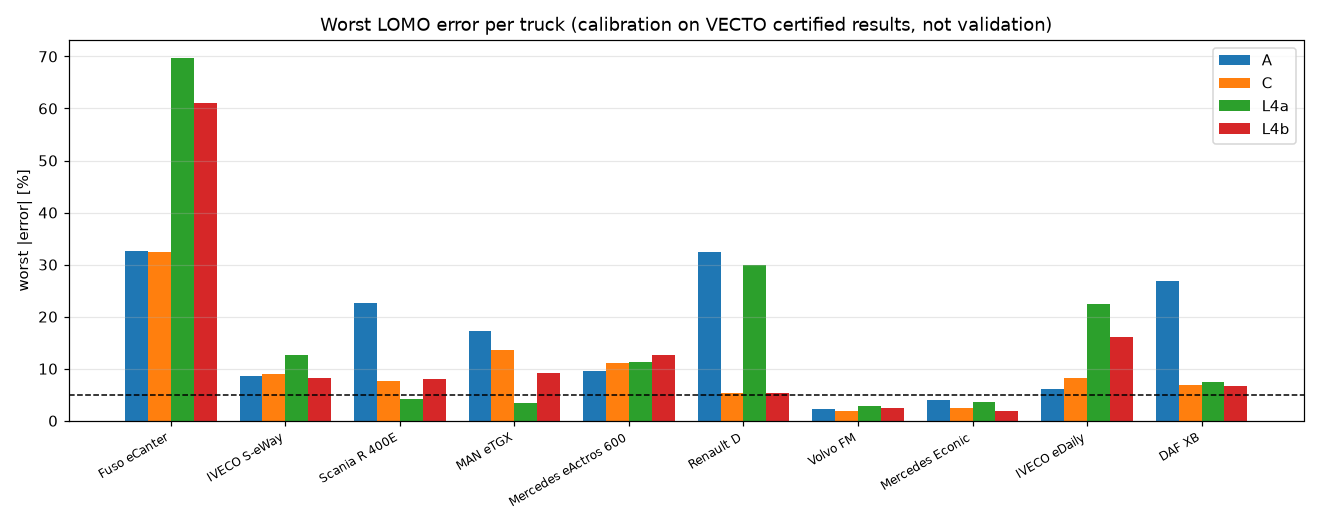 Worst LOMO error per truck (calibration on VECTO certified results, not validation)
worst |error| [%]
70
60
50
40
30
20
10
0
A
C
L4a
L4b
Fuso eCanter
IVECO S-eWay
Scania R 400E
MAN eTGX
Mercedes eActros 600
Renault D
Volvo FM
Mercedes Econic
IVECO eDaily
DAF XB